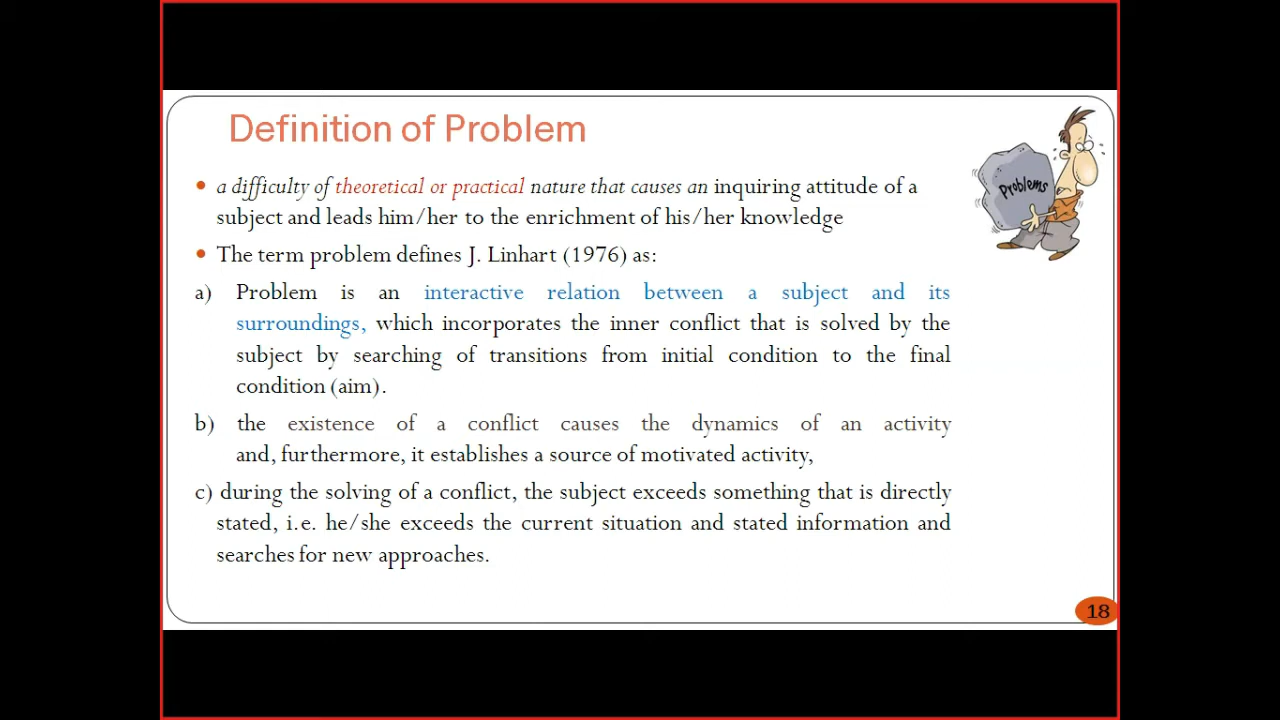 Definition of Problem
• a difficulty of theoretical or practical nature that causes an inquiring attitude of a
subject and leads him/her to the enrichment of his/her knowledge
• The term problem defines J. Linhart (1976) as:
a) Problem is an interactive relation between a subject and its
surroundings, which incorporates the inner conflict that is solved by the
subject by searching of transitions from initial condition to the final
condition (aim).
b) the existence of a conflict causes the dynamics of an activity
and, furthermore, it establishes a source of motivated activity,
c) during the solving of a conflict, the subject exceeds something that is directly
stated, i.e. he/she exceeds the current situation and stated information and
searches for new approaches.
Problems
18